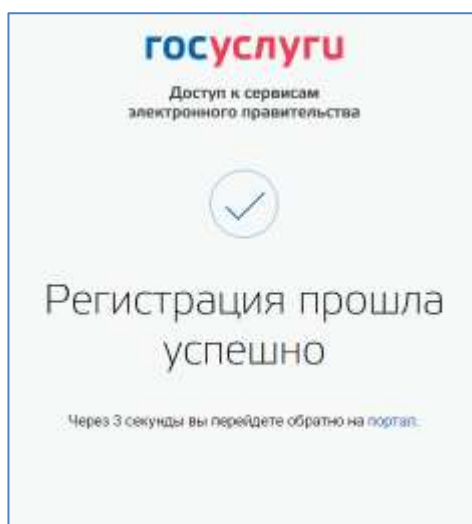 госуслуги
Доступ к сервисам
электронного правительства
Регистрация прошла
успешно
Через 3 секунды вы перейдете обратно на портал.